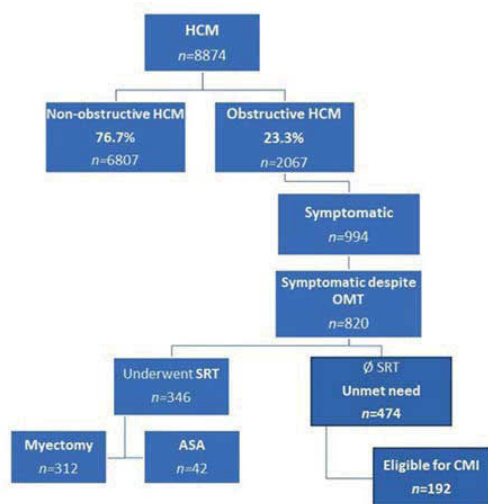 HCM
n=8874
Non-obstructive HCM
76.7%
n=6807
Obstructive HCM
23.3%
n=2067
Symptomatic
n=994
Symptomatic despite
OMT
n=820
Underwent SRT
n=346
Ø SRT
Unmet need
n=474
Myectomy
n=312
ASA
n=42
Eligible for CMI
n=192